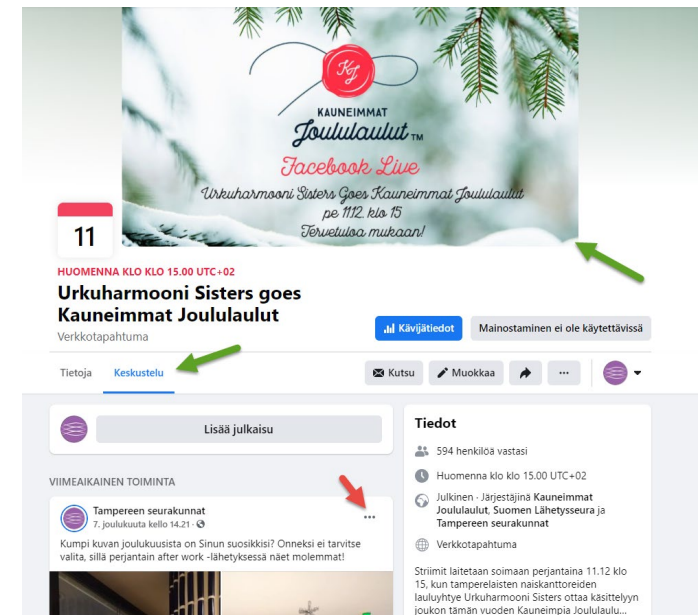 KJ
KAUNEIMMAT
Joululaulut TM
Facebook Live
Urkuharmooni Sisters Goes Kauneimmat Joululaulut
pe 11.12. klo 15
Tervetuloa mukaan!
11
HUOMENNA KLO KLO 15.00 UTC+02
Urkuharmooni Sisters goes
Kauneimmat Joululaulut
Verkkotapahtuma
Kävijätiedot
Mainostaminen ei ole käytettävissä
Tietoja
Keskustelu
Kutsu
Muokkaa
Lisää julkaisu
VIIMEAIKAINEN TOIMINTA
Tampereen seurakunnat
7. joulukuuta kello 14.21 ·
Kumpi kuvan joulukuusista on Sinun suosikkisi? Onneksi ei tarvitse
valita, sillä perjantain after work -lähetyksessä näet molemmat!
Tiedot
594 henkilöä vastasi
Huomenna klo klo 15.00 UTC+02
Julkinen · Järjestäjinä Kauneimmat
Joululaulut, Suomen Lähetysseura ja
Tampereen seurakunnat
Verkkotapahtuma
Striimit laitetaan soimaan perjantaina 11.12 klo
15, kun tamperelaisten naiskanttoreiden
lauluyhtye Urkuharmooni Sisters ottaa käsittelyyn
joukon tämän vuoden Kauneimpia Joululaulu...